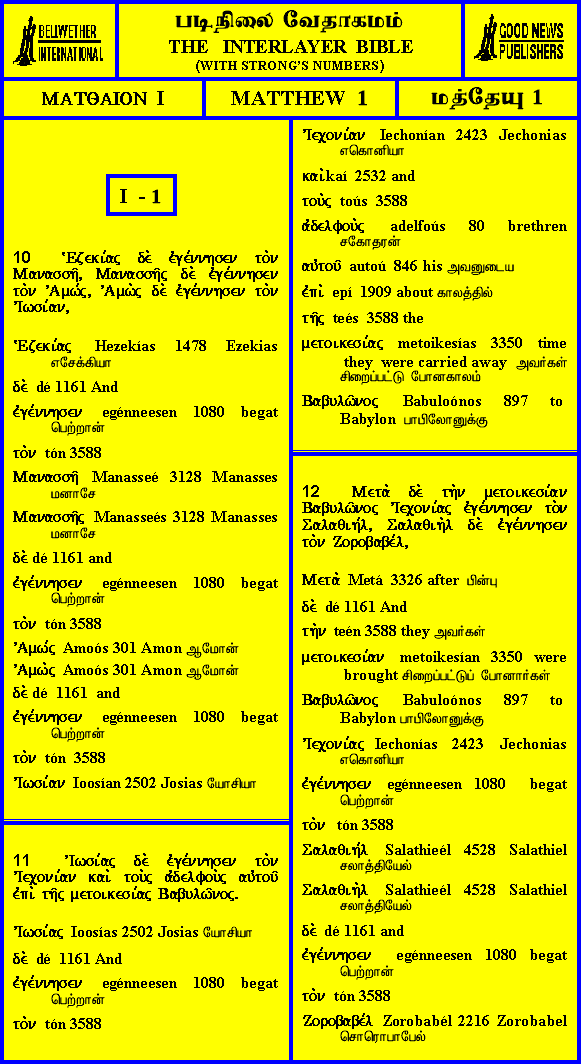 BELLWETHER
INTERNATIONAL
படிநிலை வேதாகமம்
THE INTERLAYER BIBLE
(WITH STRONG'S NUMBERS)
GOOD NEWS
PUBLISHERS
ΜΑΤΘΑΙΟΝ Ι
MATTHEW 1
மத்தேயு 1
I - 1
10 Ἑζεκίας δὲ ἐγέννησεν τὸν
Μανασσῆ, Μανασσῆς δὲ ἐγέννησεν
τὸν Ἀμώς, Ἀμὼς δὲ ἐγέννησεν τὸν
Ἰωσίαν,
Ἑζεκίας Hezekías 1478 Ezekias
எசேக்கியா
δὲ dé 1161 And
ἐγέννησεν egénneesen 1080 begat
பெற்றான்
τὸν tón 3588
Μανασσῆ Manasseé 3128 Manasses
மனாசே
Μανασσῆς Manasseés 3128 Manasses
மனாசே
δὲ dé 1161 and
ἐγέννησεν egénneesen 1080 begat
பெற்றான்
τὸν tón 3588
Ἀμώς Amoós 301 Amon ஆமோன்
Ἀμὼς Amoós 301 Amon ஆமோன்
δὲ dé 1161 and
ἐγέννησεν egénneesen 1080 begat
பெற்றான்
τὸν tón 3588
Ἰωσίαν Ioosían 2502 Josias யோசியா
11 Ἰωσίας δὲ ἐγέννησεν τὸν
Ἰεχονίαν καὶ τοὺς ἀδελφοὺς αὐτοῦ
ἐπὶ τῆς μετοικεσίας Βαβυλῶνος.
Ἰωσίας Ioosías 2502 Josias யோசியா
δὲ dé 1161 And
ἐγέννησεν egénneesen 1080 begat
பெற்றான்
τὸν tón 3588
Ἰεχονίαν Iechonían 2423 Jechonias
எகொனியா
καὶ kaí 2532 and
τοὺς toús 3588
ἀδελφοὺς adelfoús 80 brethren
சகோதரன்
αὐτοῦ autoú 846 his அவனுடைய
ἐπὶ epí 1909 about காலத்தில்
τῆς teés 3588 the
μετοικεσίας metoikesías 3350 time
they were carried away அவர்கள்
சிறைப்பட்டு போனகாலம்
Βαβυλῶνος Babuloónos 897 to
Babylon பாபிலோனுக்கு
12 Μετὰ δὲ τὴν μετοικεσίαν
Βαβυλῶνος Ἰεχονίας ἐγέννησεν τὸν
Σαλαθιήλ, Σαλαθιὴλ δὲ ἐγέννησεν
τὸν Ζοροβαβέλ,
Μετὰ Metá 3326 after பின்பு
δὲ dé 1161 And
τὴν teén 3588 they அவர்கள்
μετοικεσίαν metoikesían 3350 were
brought சிறைப்பட்டுப் போனார்கள்
Βαβυλῶνος Babuloónos 897 to
Babylon பாபிலோனுக்கு
Ἰεχονίας Iechonías 2423 Jechonias
எகொனியா
ἐγέννησεν egénneesen 1080 begat
பெற்றான்
τὸν tón 3588
Σαλαθιήλ Salathieél 4528 Salathiel
சலாத்தியேல்
Σαλαθιὴλ Salathieél 4528 Salathiel
சலாத்தியேல்
δὲ dé 1161 and
ἐγέννησεν egénneesen 1080 begat
பெற்றான்
τὸν tón 3588
Ζοροβαβέλ Zorobabél 2216 Zorobabel
சொரொபாபேல்